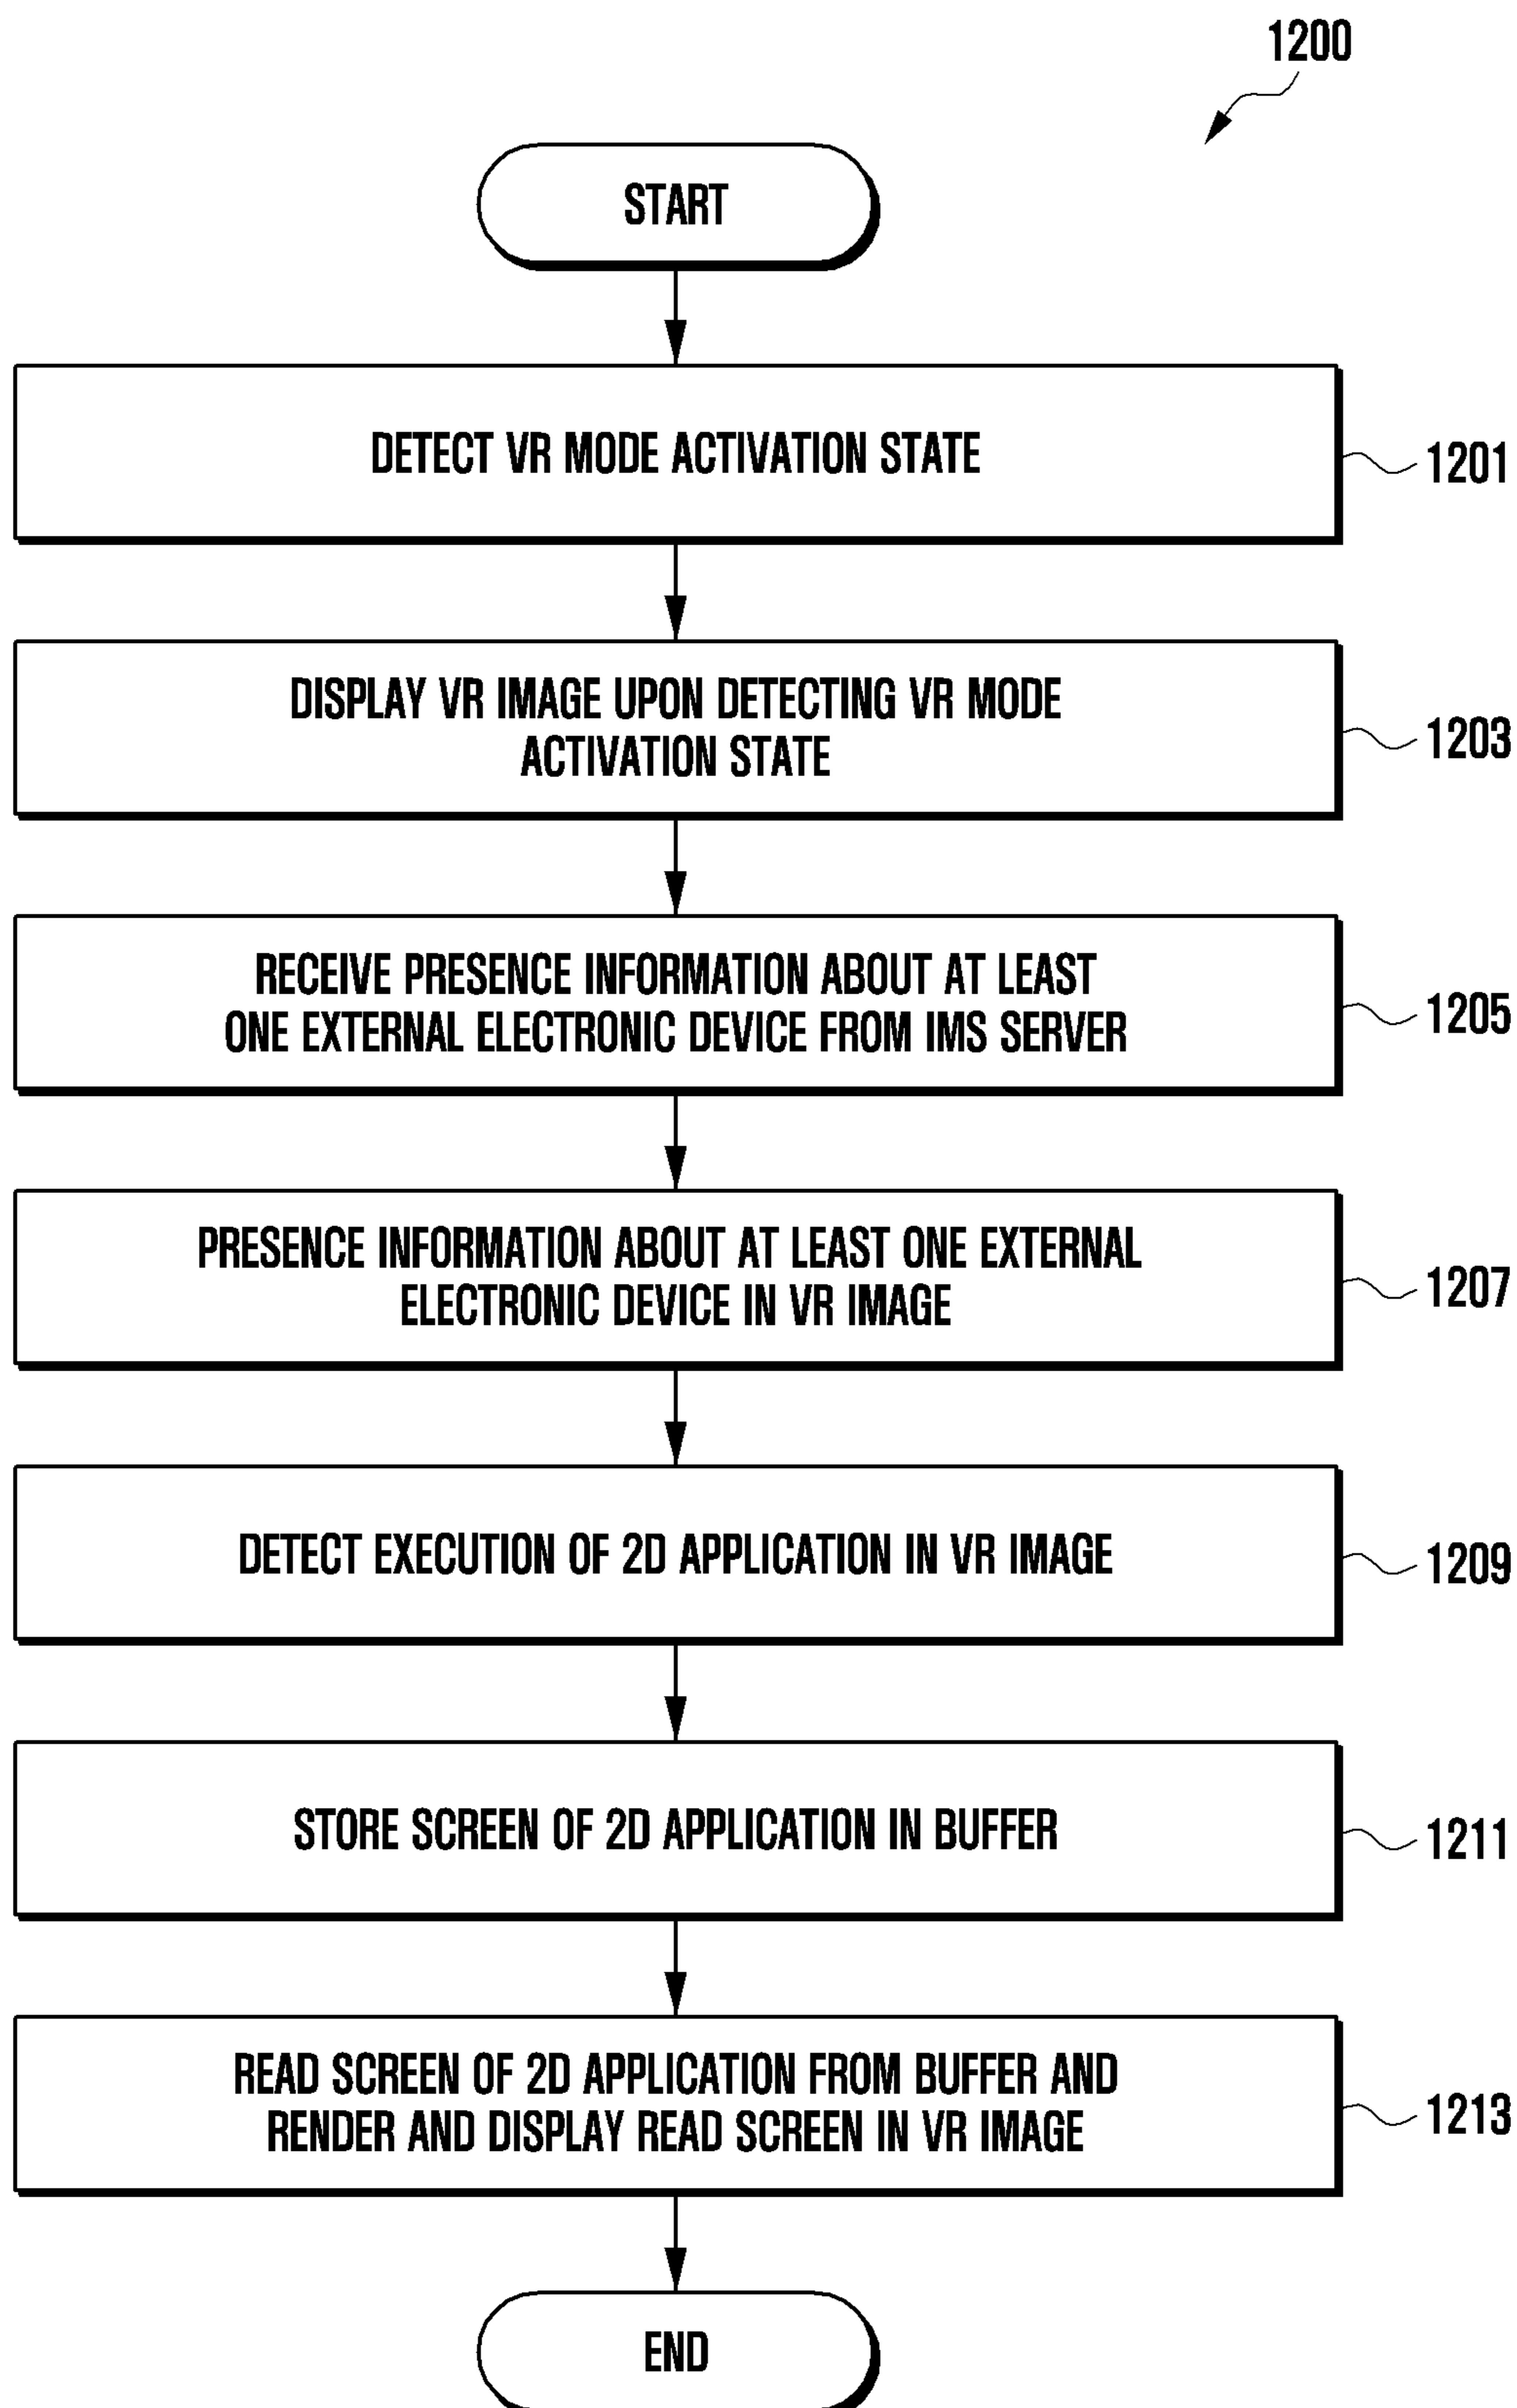 1200
START
DETECT VR MODE ACTIVATION STATE
1201
DISPLAY VR IMAGE UPON DETECTING VR MODE
ACTIVATION STATE
1203
RECEIVE PRESENCE INFORMATION ABOUT AT LEAST
ONE EXTERNAL ELECTRONIC DEVICE FROM IMS SERVER
1205
PRESENCE INFORMATION ABOUT AT LEAST ONE EXTERNAL
ELECTRONIC DEVICE IN VR IMAGE
1207
DETECT EXECUTION OF 2D APPLICATION IN VR IMAGE
1209
STORE SCREEN OF 2D APPLICATION IN BUFFER
1211
READ SCREEN OF 2D APPLICATION FROM BUFFER AND
RENDER AND DISPLAY READ SCREEN IN VR IMAGE
1213
END